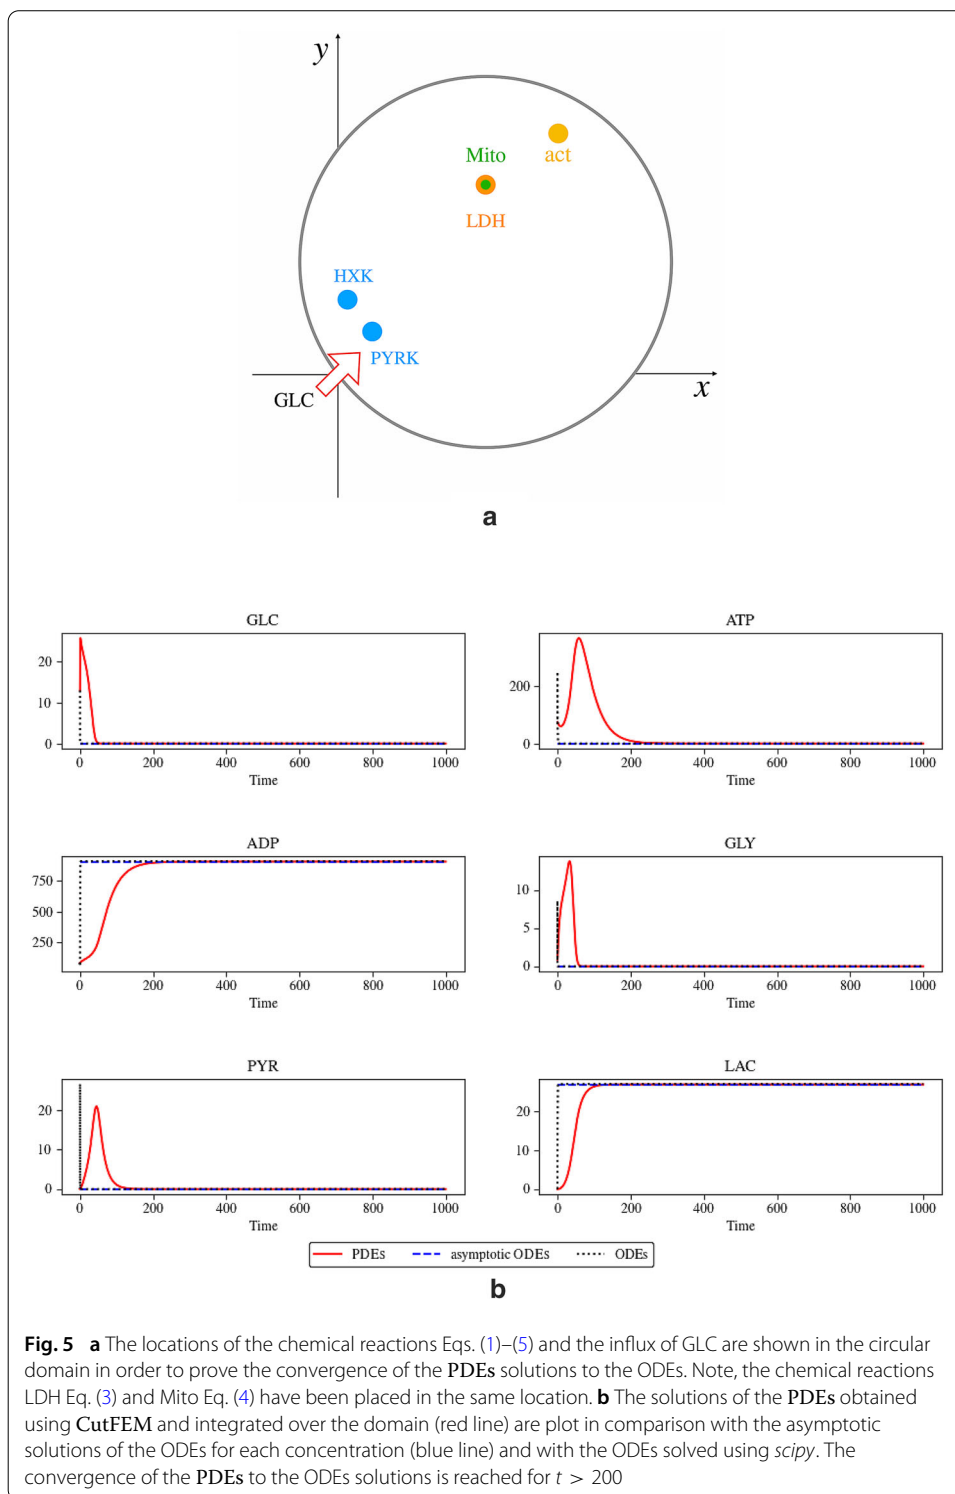 y
Mito
act
LDH
HXK
PYRK
GLC
x
a
GLC
20
10
0
0 200 400 600 800 1000
Time
ATP
200
0
0 200 400 600 800 1000
Time
ADP
750
500
250
0 200 400 600 800 1000
Time
GLY
10
5
0
0 200 400 600 800 1000
Time
PYR
20
10
0
0 200 400 600 800 1000
Time
LAC
20
10
0
0 200 400 600 800 1000
Time
PDEs asymptotic ODEs ODEs
b
Fig. 5 a The locations of the chemical reactions Eqs. (1)–(5) and the influx of GLC are shown in the circular
domain in order to prove the convergence of the PDEs solutions to the ODEs. Note, the chemical reactions
LDH Eq. (3) and Mito Eq. (4) have been placed in the same location. b The solutions of the PDEs obtained
using CutFEM and integrated over the domain (red line) are plot in comparison with the asymptotic
solutions of the ODEs for each concentration (blue line) and with the ODEs solved using scipy. The
convergence of the PDEs to the ODEs solutions is reached for t > 200